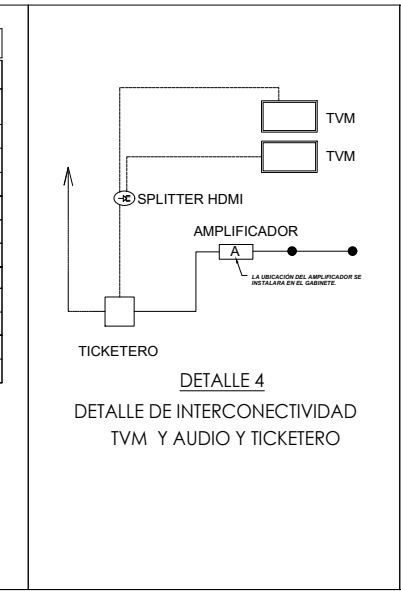 TVM
TVM
SPLITTER HDMI
AMPLIFICADOR
A
LA UBICACIÓN DEL AMPLIFICADOR SE
INSTALARA EN EL GABINETE.
TICKETERO
DETALLE 4
DETALLE DE INTERCONECTIVIDAD
TVM Y AUDIO Y TICKETERO